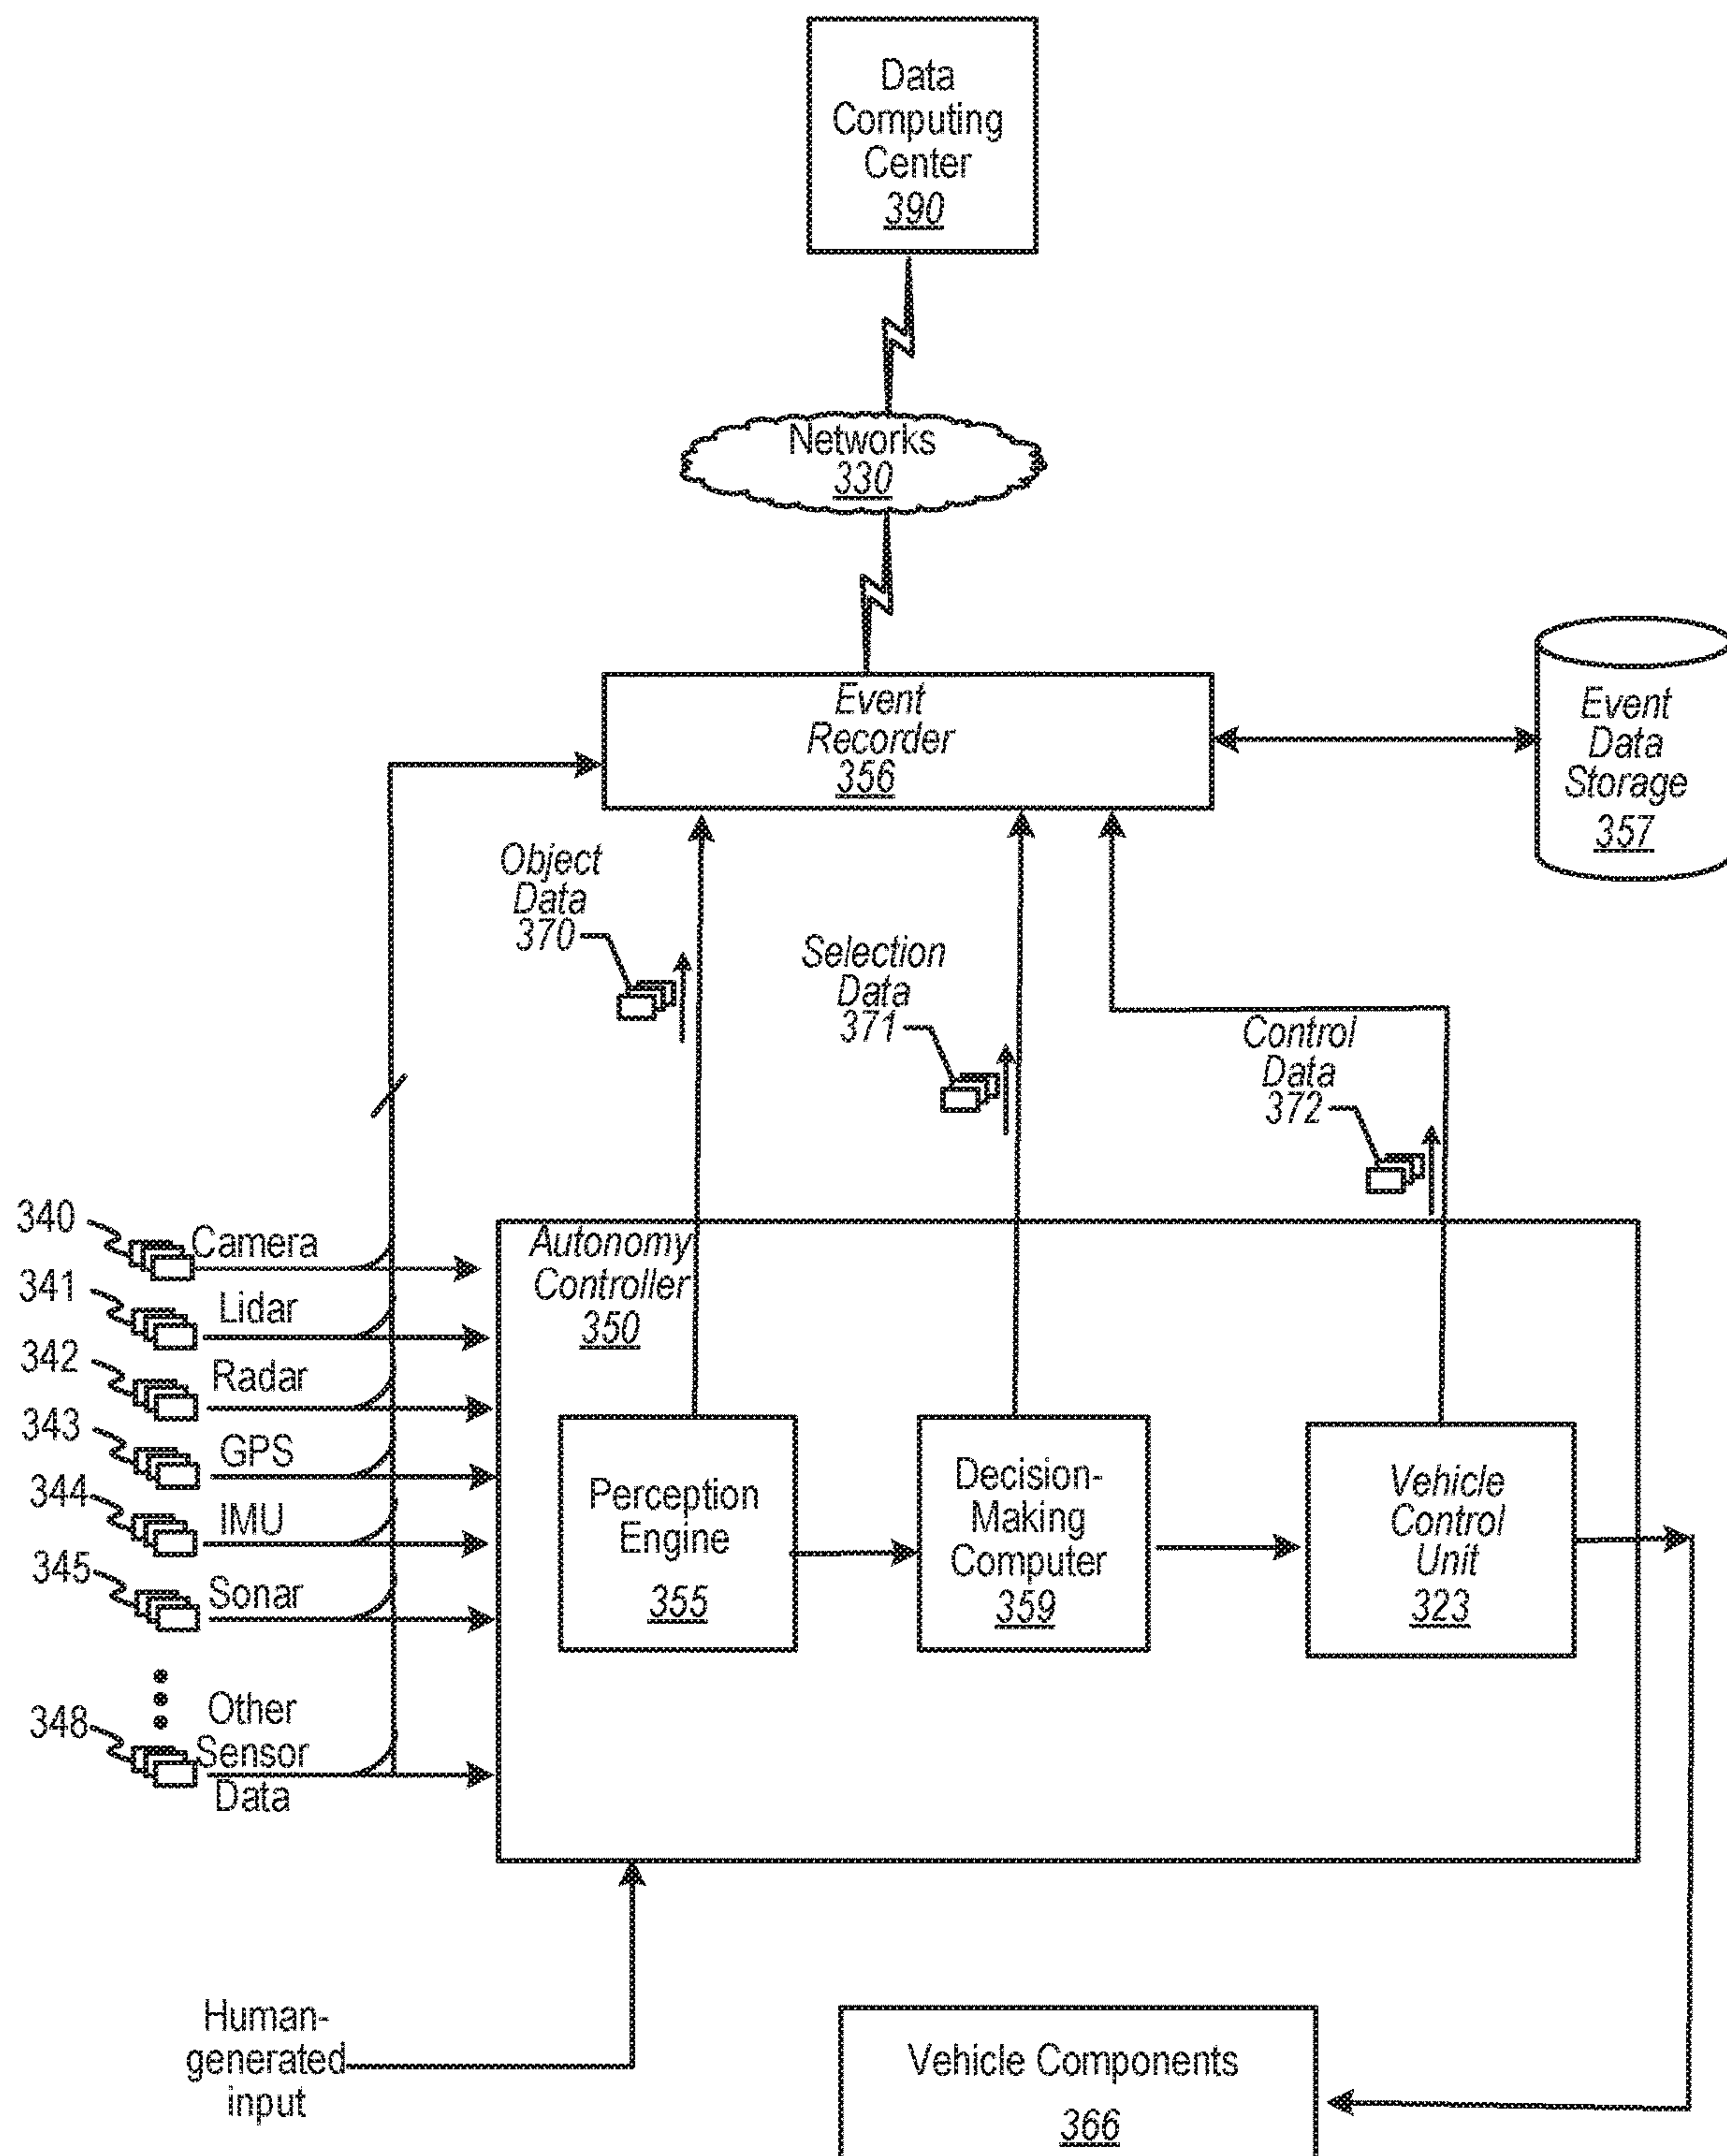 Data
Computing
Center
390
Networks
330
Event
Recorder
356
Event
Data
Storage
357
Object
Data
370
Selection
Data
371
Control
Data
372
340
Camera
341
Lidar
342
Radar
343
GPS
344
IMU
345
Sonar
348
Other
Sensor
Data
Autonomy
Controller
350
Perception
Engine
355
Decision-
Making
Computer
359
Vehicle
Control
Unit
323
Human-
generated
input
Vehicle Components
366